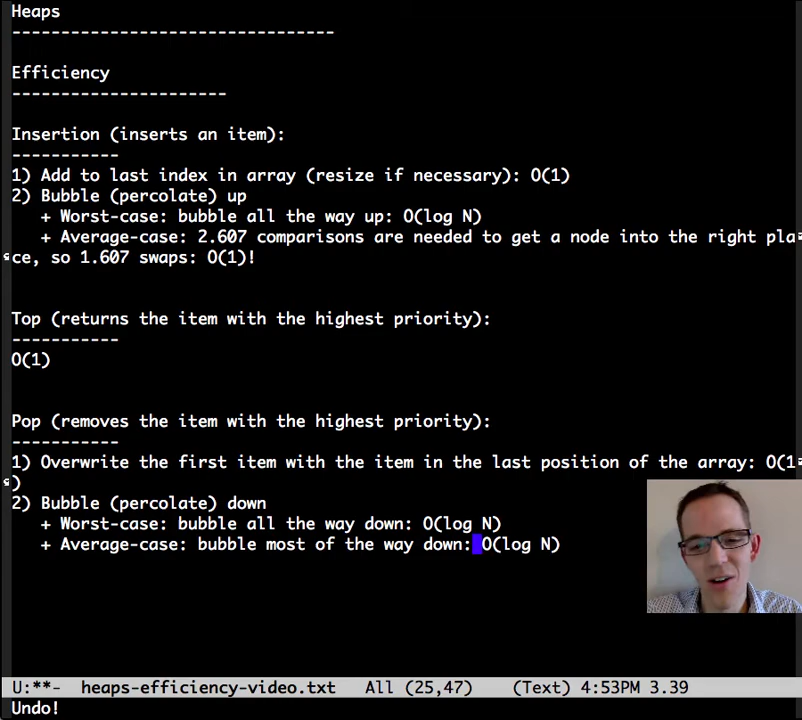 Heaps
---------------------------------
Efficiency
----------------------
Insertion (inserts an item):
-----------
1) Add to last index in array (resize if necessary): O(1)
2) Bubble (percolate) up
+ Worst-case: bubble all the way up: O(log N)
+ Average-case: 2.607 comparisons are needed to get a node into the right pla
ce, so 1.607 swaps: O(1)!
Top (returns the item with the highest priority):
-----------
O(1)
Pop (removes the item with the highest priority):
-----------
1) Overwrite the first item with the item in the last position of the array: O(1
)
2) Bubble (percolate) down
+ Worst-case: bubble all the way down: O(log N)
+ Average-case: bubble most of the way down: O(log N)
U:**-  heaps-efficiency-video.txt   All (25,47)    (Text) 4:53PM 3.39
Undo!